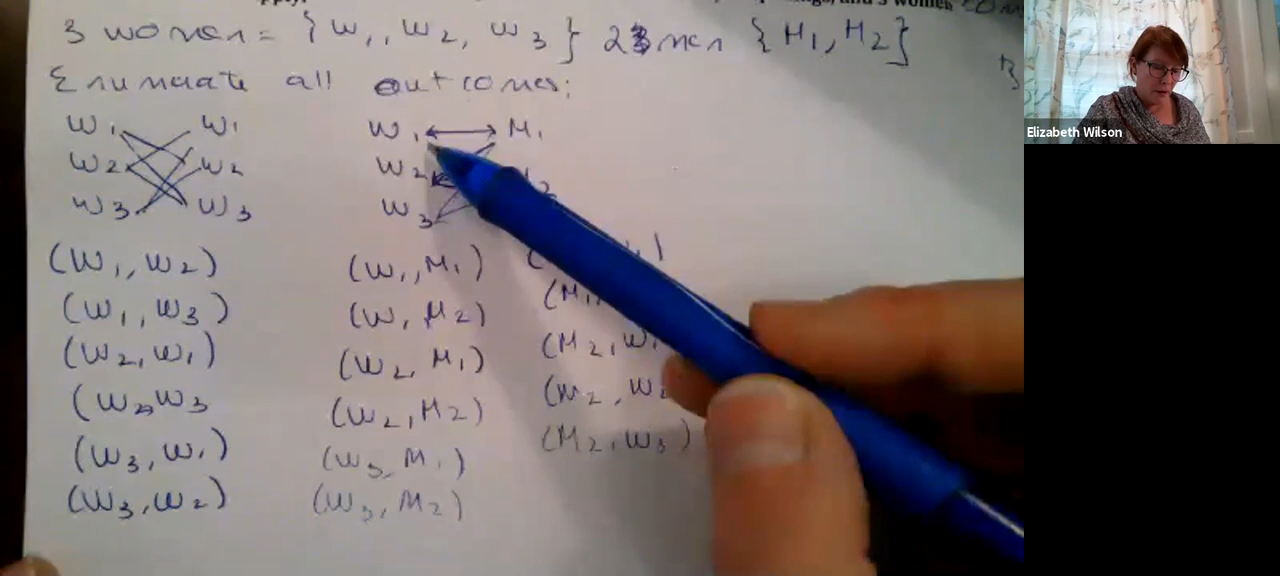 3 women = {W1, W2, W3} 2 men {M1, M2}
Enumerate all outcomes;
W1 W1 W1 M1
W2 W2 W2
W3 W3 W3
(W1, W2) (W1, M1)
(W1, W3) (W, M2) (M1,
(W2, W1) (W2, M1) (M2, W1
(W2, W3 (W2, M2) (M2, W2
(W3, W1) (W3, M1) (M2, W3)
(W3, W2) (W3, M2)
Elizabeth Wilson